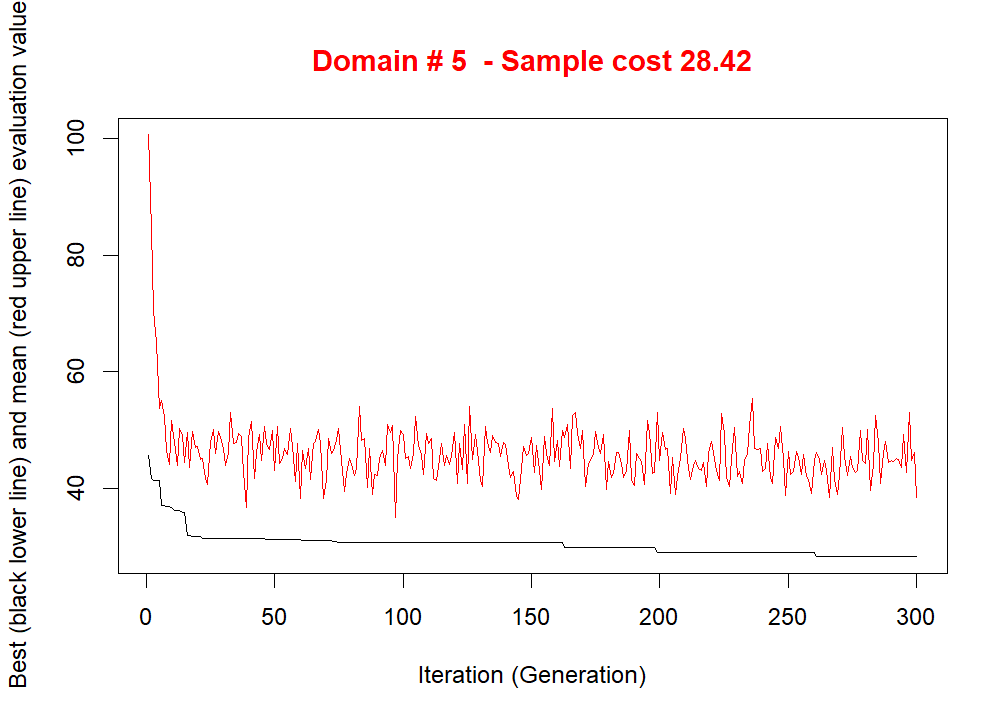 Domain # 5  - Sample cost 28.42
Best (black lower line) and mean (red upper line) evaluation value
100
80
60
40
0 50 100 150 200 250 300
Iteration (Generation)